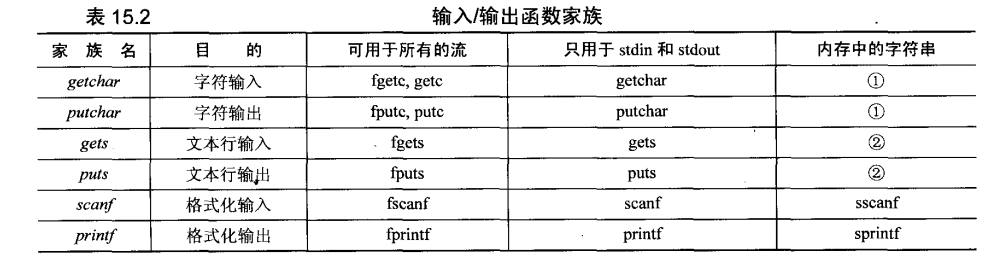 表 15.2 输入/输出函数家族
家 族 名 目 的 可用于所有的流 只用于 stdin 和 stdout 内存中的字符串
getchar 字符输入 fgetc, getc getchar ①
putchar 字符输出 fputc, putc putchar ①
gets 文本行输入 fgets gets ②
puts 文本行输出 fputs puts ②
scanf 格式化输入 fscanf scanf sscanf
printf 格式化输出 fprintf printf sprintf